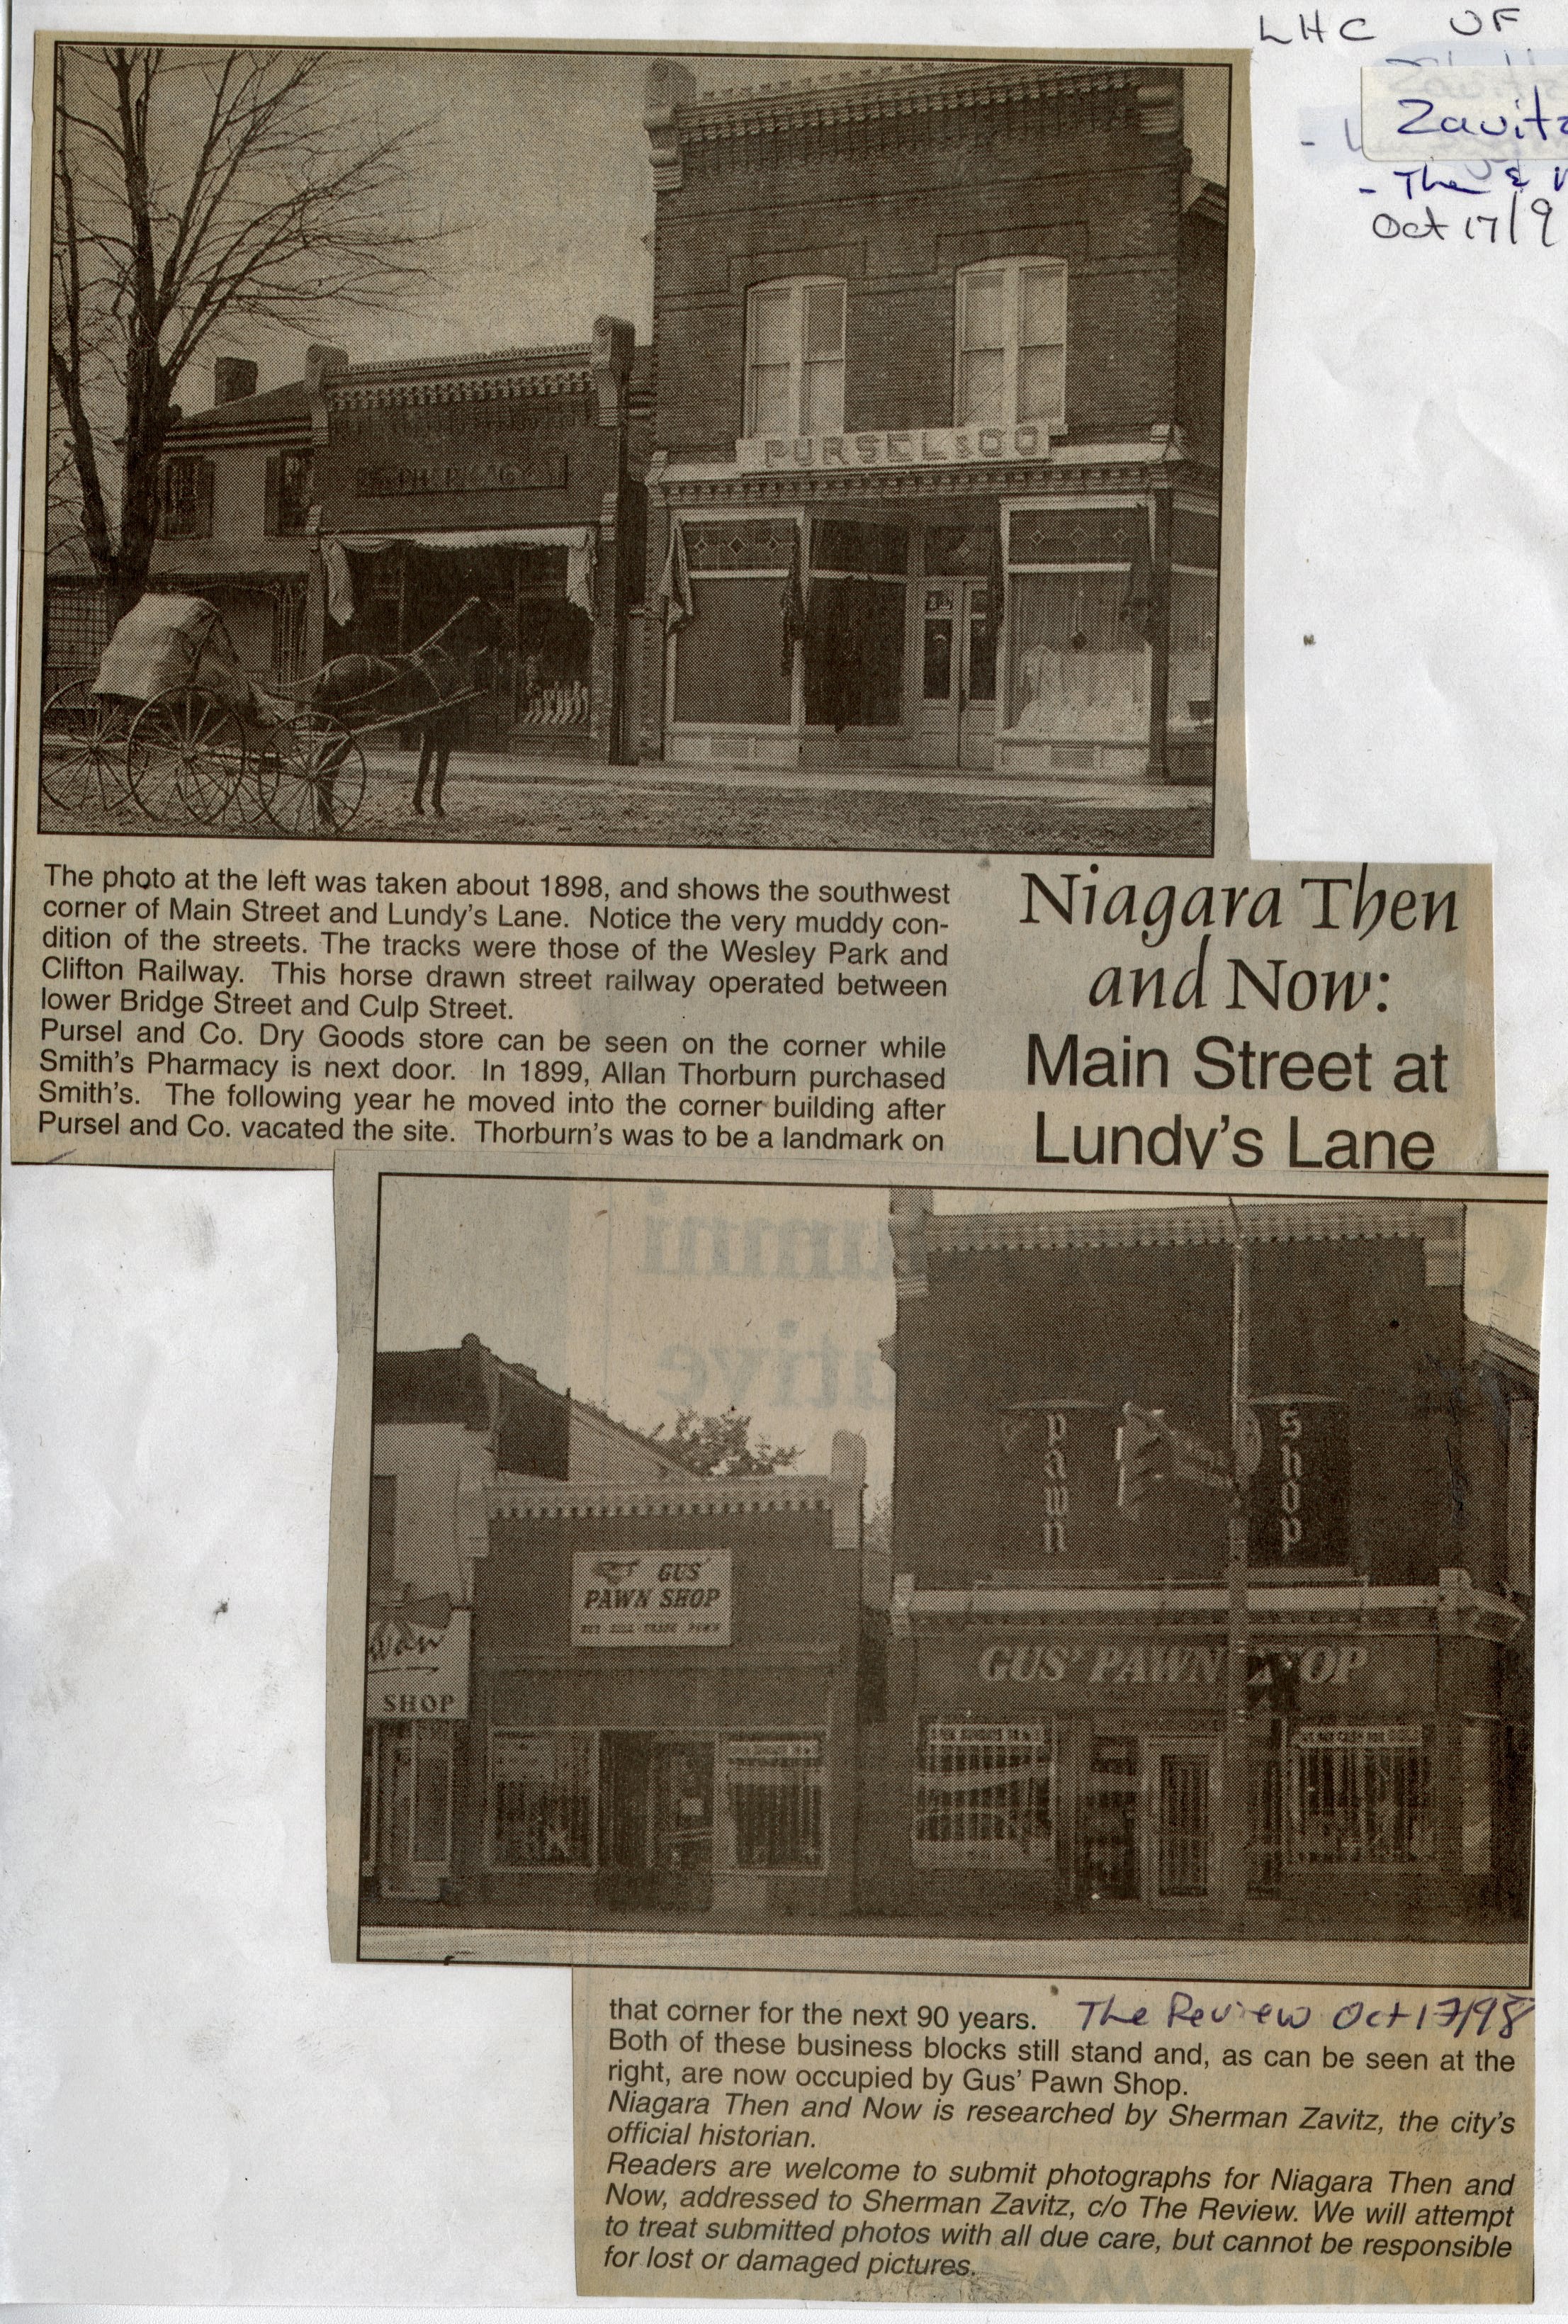 LHC OF
Zavitz
- The
Oct 17/9
PURSEL & CO
The photo at the left was taken about 1898, and shows the southwest
corner of Main Street and Lundy's Lane. Notice the very muddy con-
dition of the streets. The tracks were those of the Wesley Park and
Clifton Railway. This horse drawn street railway operated between
lower Bridge Street and Culp Street.
Pursel and Co. Dry Goods store can be seen on the corner while
Smith's Pharmacy is next door. In 1899, Allan Thorburn purchased
Smith's. The following year he moved into the corner building after
Pursel and Co. vacated the site. Thorburn's was to be a landmark on
Niagara Then
and Now:
Main Street at
Lundy's Lane
pawn
shop
GUS'
PAWN SHOP
BUY SELL TRADE PAWN
SHOP
GUS' PAWN SHOP
that corner for the next 90 years. The Review Oct 17/98
Both of these business blocks still stand and, as can be seen at the
right, are now occupied by Gus' Pawn Shop.
Niagara Then and Now is researched by Sherman Zavitz, the city's
official historian.
Readers are welcome to submit photographs for Niagara Then and
Now, addressed to Sherman Zavitz, c/o The Review. We will attempt
to treat submitted photos with all due care, but cannot be responsible
for lost or damaged pictures.